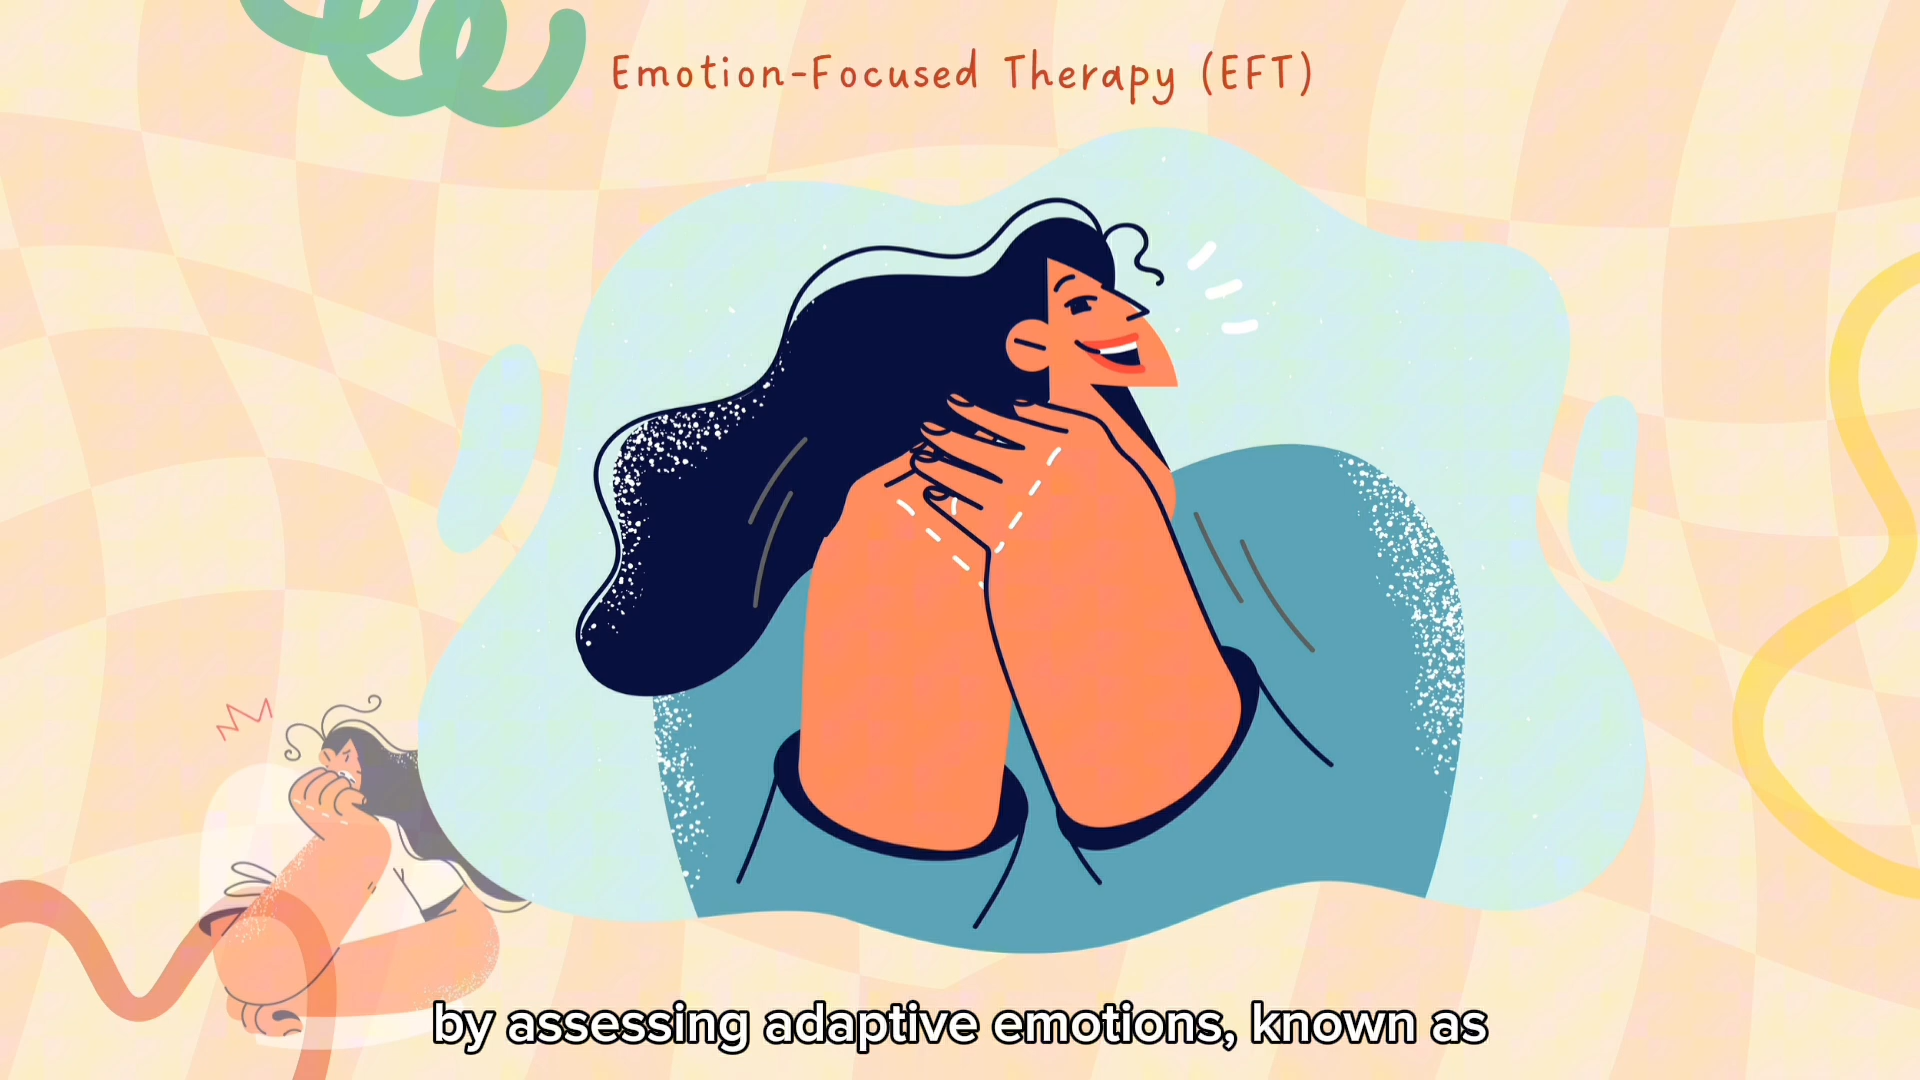 Emotion-Focused Therapy (EFT)
by assessing adaptive emotions, known as